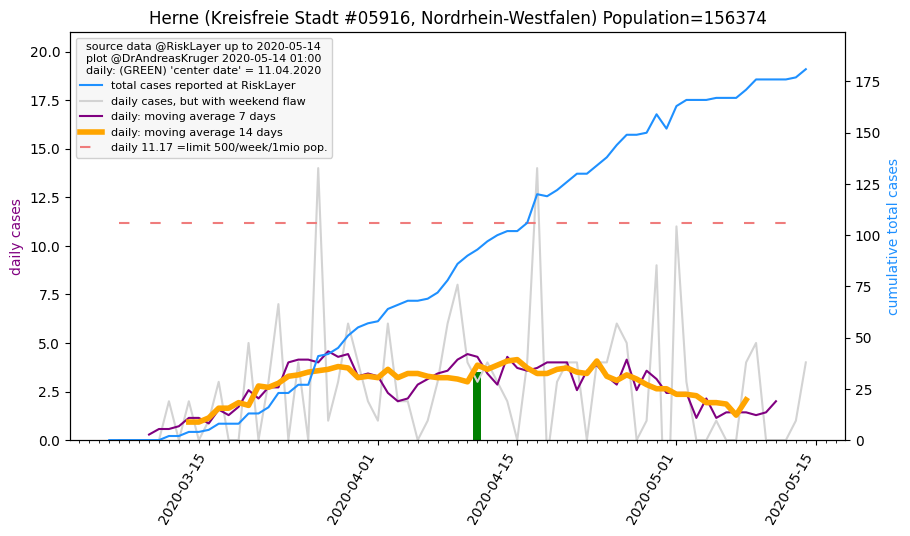 Herne (Kreisfreie Stadt #05916, Nordrhein-Westfalen) Population=156374
source data @RiskLayer up to 2020-05-14
plot @DrAndreasKruger 2020-05-14 01:00
daily: (GREEN) 'center date' = 11.04.2020
total cases reported at RiskLayer
daily cases, but with weekend flaw
daily: moving average 7 days
daily: moving average 14 days
daily 11.17 =limit 500/week/1mio pop.
daily cases
20.0
17.5
15.0
12.5
10.0
7.5
5.0
2.5
0.0
cumulative total cases
175
150
125
100
75
50
25
0
2020-03-15
2020-04-01
2020-04-15
2020-05-01
2020-05-15